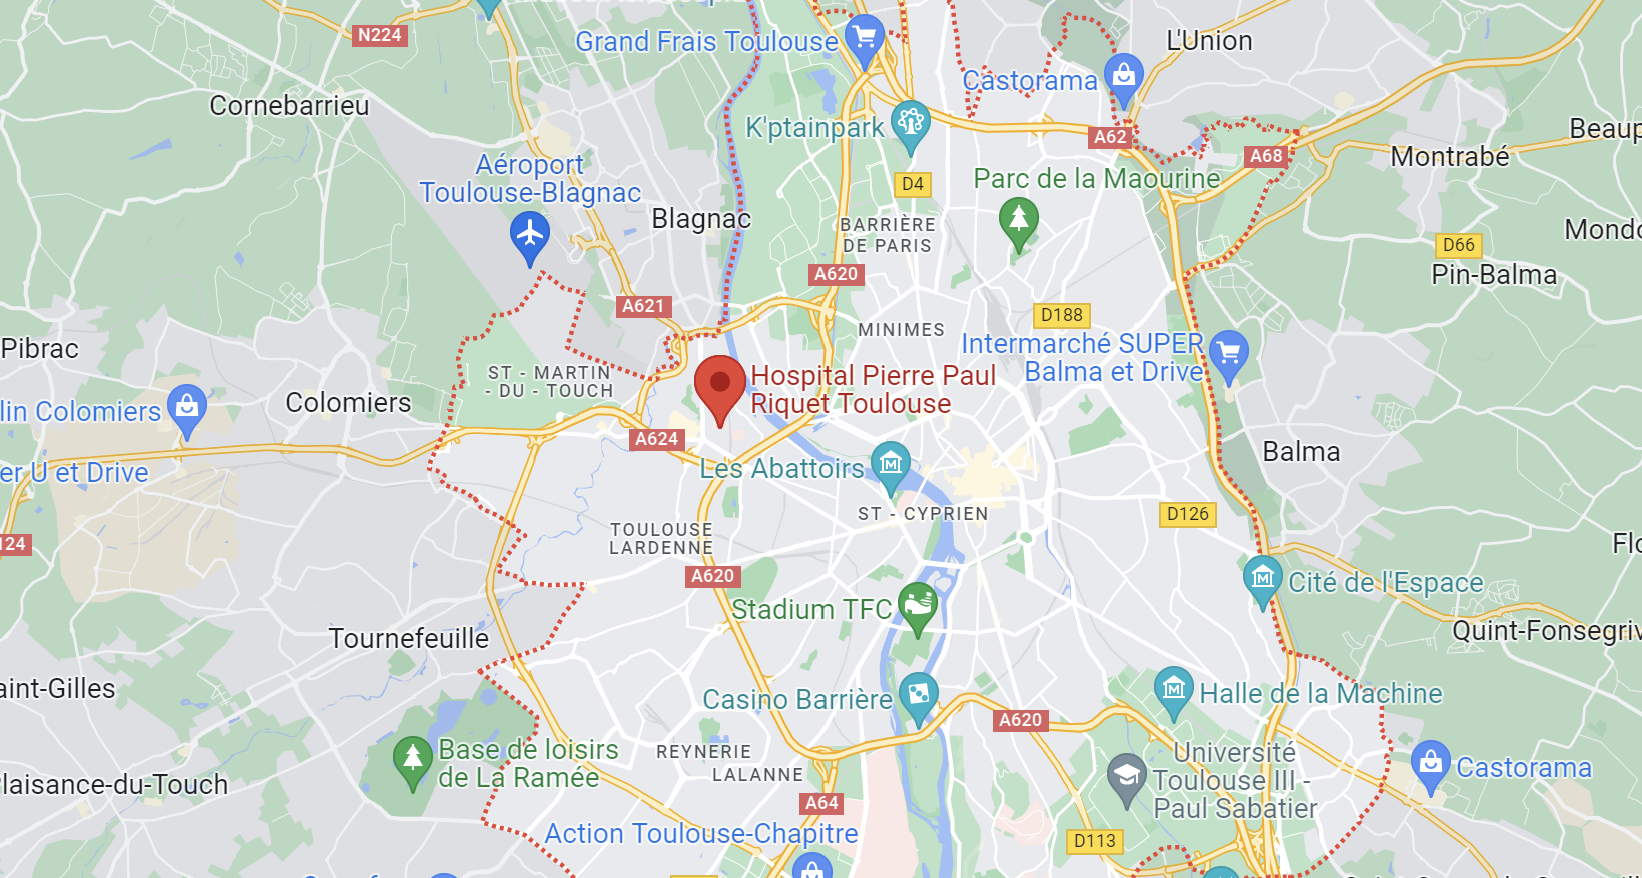 N224
Grand Frais Toulouse
L'Union
Castorama
Cornebarrieu
K'ptainpark
A62
Beaup
A68
Montrabé
Aéroport
Toulouse-Blagnac
D4
Parc de la Maourine
Blagnac
BARRIÈRE
DE PARIS
Mondo
D66
Pin-Balma
A620
A621
D188
MINIMES
Pibrac
Intermarché SUPER
Balma et Drive
ST - MARTIN
- DU - TOUCH
Hospital Pierre Paul
Riquet Toulouse
lin Colomiers
Colomiers
A624
Balma
er U et Drive
Les Abattoirs
ST - CYPRIEN
D126
TOULOUSE
LARDENNE
124
Flo
A620
Cité de l'Espace
Stadium TFC
Tournefeuille
Quint-Fonsegriv
aint-Gilles
Casino Barrière
Halle de la Machine
A620
Base de loisirs
de La Ramée
REYNERIE
LALANNE
Université
Toulouse III -
Paul Sabatier
Castorama
Plaisance-du-Touch
A64
Action Toulouse-Chapitre
D113